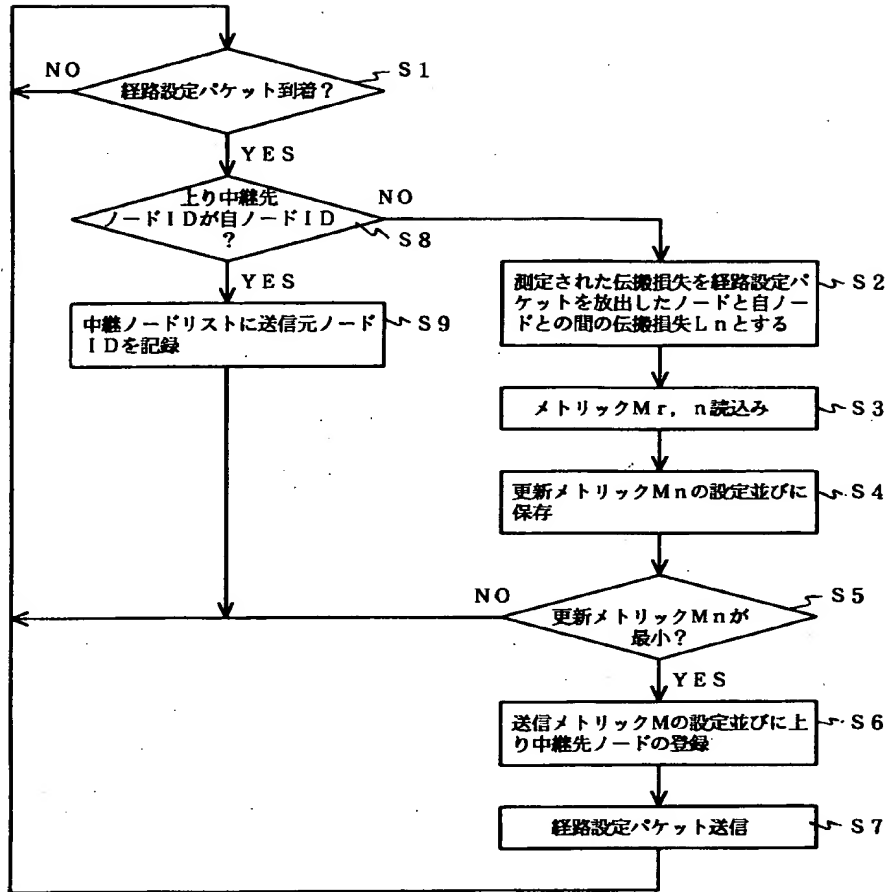 NO
S1
経路設定パケット到着?
YES
上り中継先
ノードIDが自ノードID
?
NO
S8
YES
中継ノードリストに送信元ノード
IDを記録
S9
測定された伝搬損失を経路設定パ
ケットを放出したノードと自ノー
ドとの間の伝搬損失Lnとする
S2
メトリックMr，n読込み
S3
更新メトリックMnの設定並びに
保存
S4
NO
S5
更新メトリックMnが
最小?
YES
送信メトリックMの設定並びに上
り中継先ノードの登録
S6
経路設定パケット送信
S7